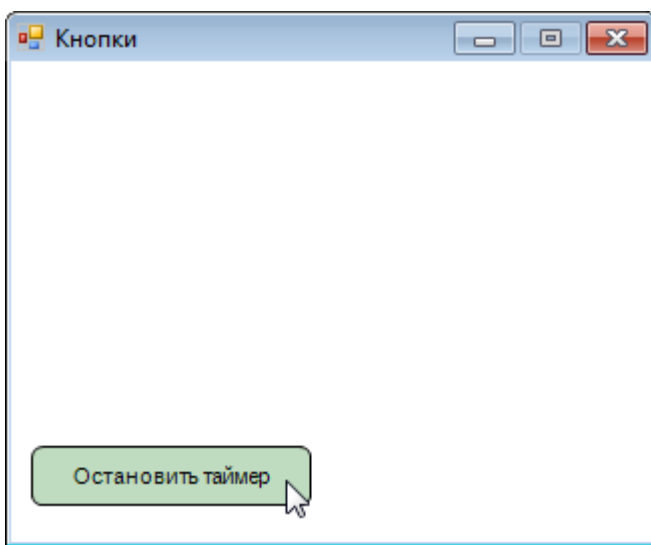 Кнопки
Остановить таймер